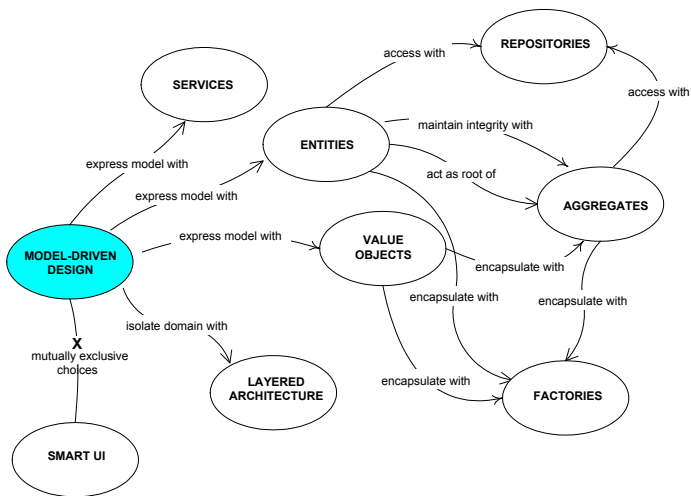 REPOSITORIES
access with
SERVICES
access with
maintain integrity with
ENTITIES
express model with
act as root of
express model with
AGGREGATES
express model with
VALUE
OBJECTS
MODEL-DRIVEN
DESIGN
encapsulate with
encapsulate with
encapsulate with
isolate domain with
X
mutually exclusive
choices
LAYERED
ARCHITECTURE
encapsulate with
FACTORIES
SMART UI